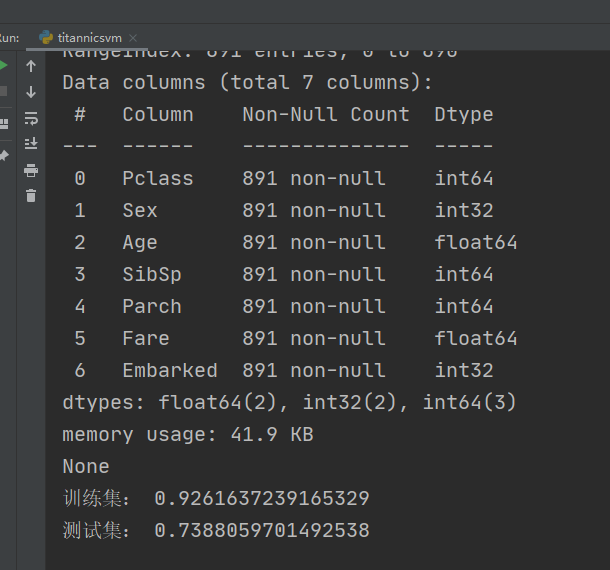 Run: titannicsvm
RangeIndex: 891 entries, 0 to 890
Data columns (total 7 columns):
 #   Column    Non-Null Count  Dtype
---  ------    --------------  -----
 0   Pclass    891 non-null    int64
 1   Sex       891 non-null    int32
 2   Age       891 non-null    float64
 3   SibSp     891 non-null    int64
 4   Parch     891 non-null    int64
 5   Fare      891 non-null    float64
 6   Embarked  891 non-null    int32
dtypes: float64(2), int32(2), int64(3)
memory usage: 41.9 KB
None
训练集： 0.9261637239165329
测试集： 0.7388059701492538